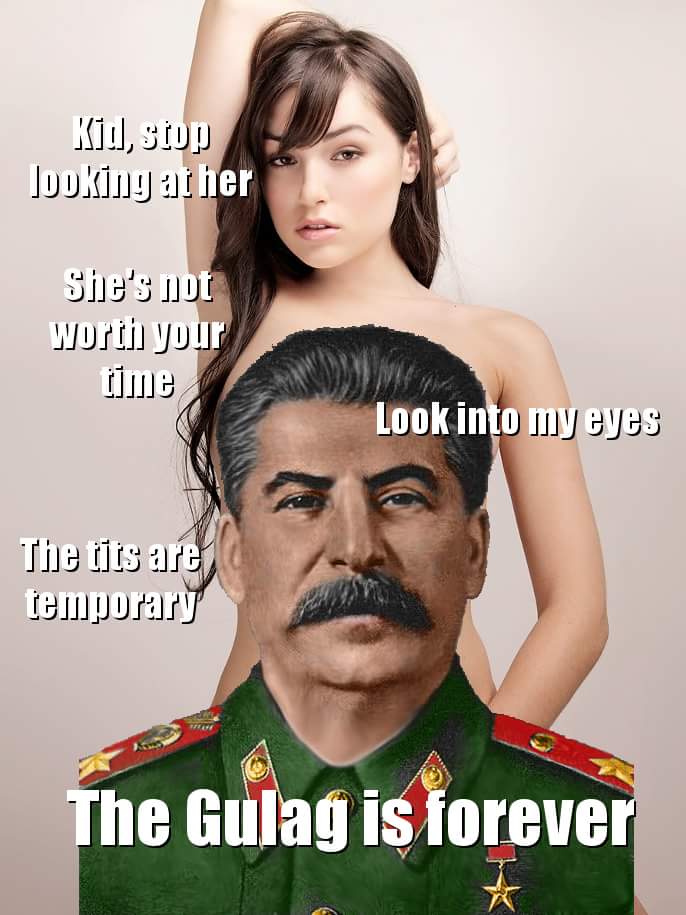 Kid, stop
looking at her
She's not
worth your
time
Look into my eyes
The tits are
temporary
The Gulag is forever